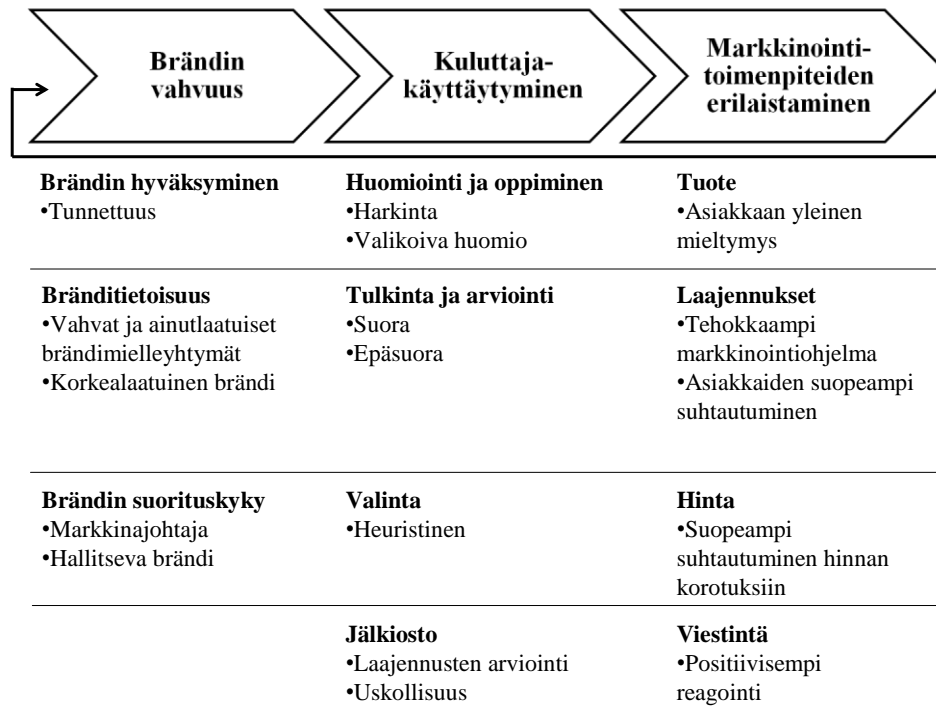 Brändin
vahvuus
Kuluttaja-
käyttäytyminen
Markkinointi-
toimenpiteiden
erilaistaminen
Brändin hyväksyminen
•Tunnettuus
Huomiointi ja oppiminen
•Harkinta
•Valikoiva huomio
Tuote
•Asiakkaan yleinen
mieltymys
Bränditietoisuus
•Vahvat ja ainutlaatuiset
brändimielleyhtymät
•Korkealaatuinen brändi
Tulkinta ja arviointi
•Suora
•Epäsuora
Laajennukset
•Tehokkaampi
markkinointiohjelma
•Asiakkaiden suopeampi
suhtautuminen
Brändin suorituskyky
•Markkinajohtaja
•Hallitseva brändi
Valinta
•Heuristinen
Hinta
•Suopeampi
suhtautuminen hinnan
korotuksiin
Jälkiosto
•Laajennusten arviointi
•Uskollisuus
Viestintä
•Positiivisempi
reagointi